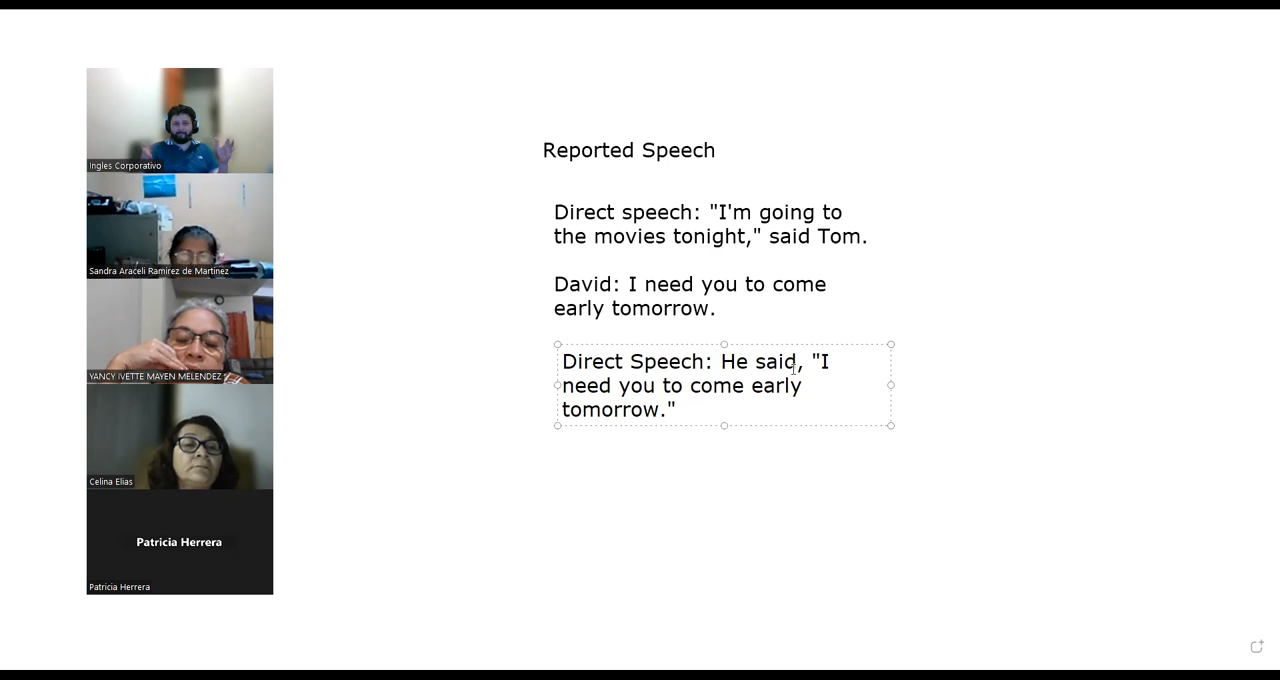 Ingles Corporativo
Sandra Araceli Ramirez de Martinez
YANCY IVETTE MAYEN MELENDEZ
Celina Elias
Patricia Herrera
Patricia Herrera
Reported Speech
Direct speech: "I'm going to
the movies tonight," said Tom.
David: I need you to come
early tomorrow.
Direct Speech: He said, "I
need you to come early
tomorrow."